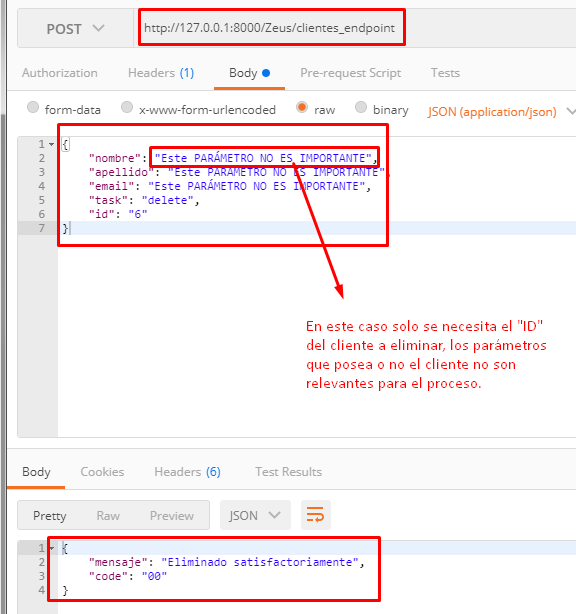 POST http://127.0.0.1:8000/Zeus/clientes_endpoint
Authorization Headers (1) Body Pre-request Script Tests
form-data x-www-form-urlencoded raw binary JSON (application/json)
1 {
2 "nombre": "Este PARÁMETRO NO ES IMPORTANTE",
3 "apellido": "Este PARÁMETRO NO ES IMPORTANTE",
4 "email": "Este PARÁMETRO NO ES IMPORTANTE",
5 "task": "delete",
6 "id": "6"
7 }
En este caso solo se necesita el "ID"
del cliente a eliminar, los parámetros
que posea o no el cliente no son
relevantes para el proceso.
Body Cookies Headers (6) Test Results
Pretty Raw Preview JSON
1 {
2 "mensaje": "Eliminado satisfactoriamente",
3 "code": "00"
4 }